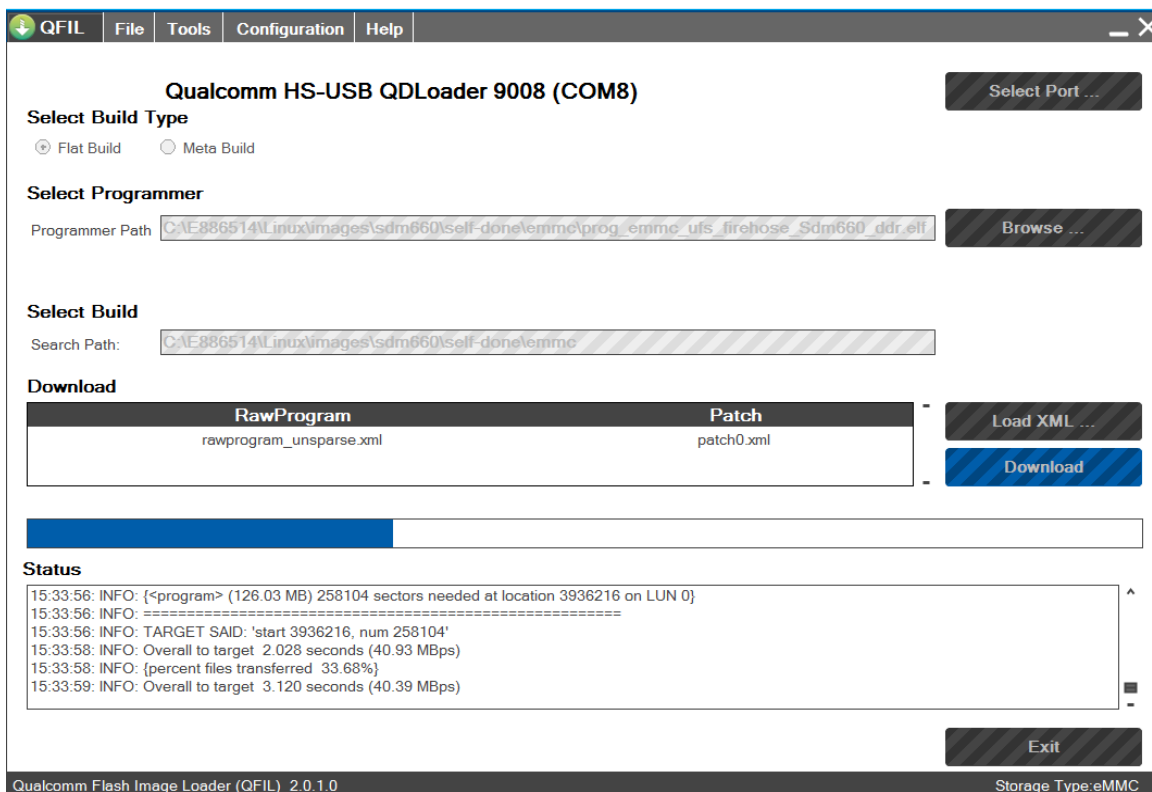 QFIL File Tools Configuration Help
Qualcomm HS-USB QDLoader 9008 (COM8)
Select Port ...
Select Build Type
Flat Build Meta Build
Select Programmer
Programmer Path C:\E886514\Linux\images\sdm660\self-done\emmc\prog_emmc_ufs_firehose_Sdm660_ddr.elf Browse ...
Select Build
Search Path: C:\E886514\Linux\images\sdm660\self-done\emmc
Download
RawProgram Patch
Load XML ...
rawprogram_unsparse.xml patch0.xml
Download
Status
15:33:56: INFO: {<program> (126.03 MB) 258104 sectors needed at location 3936216 on LUN 0}
15:33:56: INFO: =======================================================
15:33:56: INFO: TARGET SAID: 'start 3936216, num 258104'
15:33:58: INFO: Overall to target 2.028 seconds (40.93 MBps)
15:33:58: INFO: {percent files transferred 33.68%}
15:33:59: INFO: Overall to target 3.120 seconds (40.39 MBps)
Exit
Qualcomm Flash Image Loader (QFIL) 2.0.1.0 Storage Type:eMMC